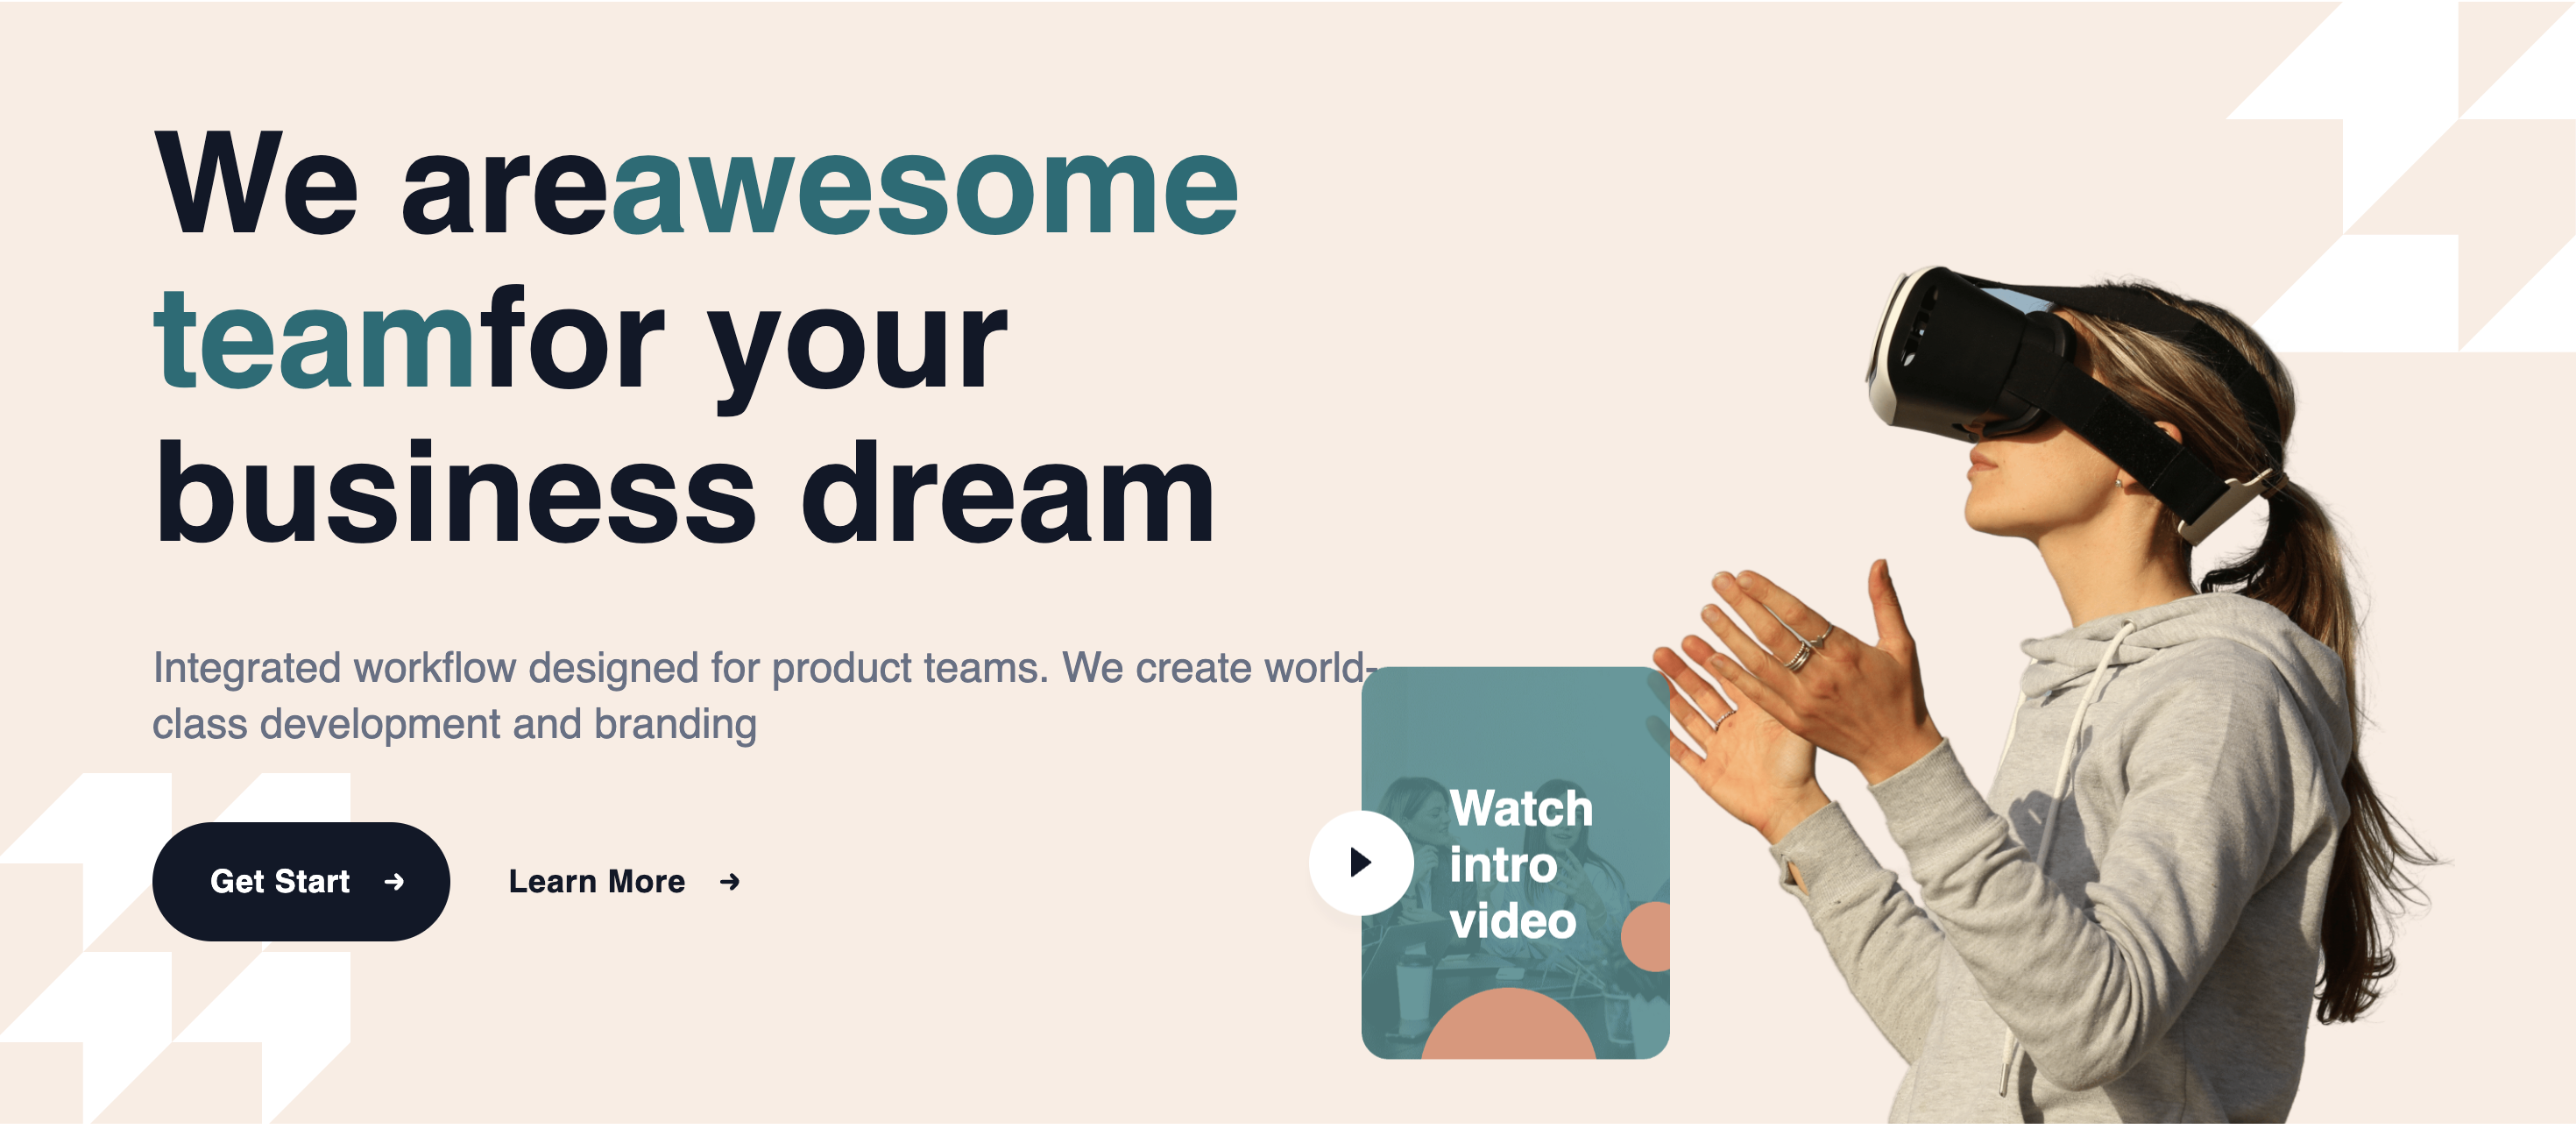 We areawesome
teamfor your
business dream
Integrated workflow designed for product teams. We create world-
class development and branding
Get Start →
Learn More →
Watch
intro
video